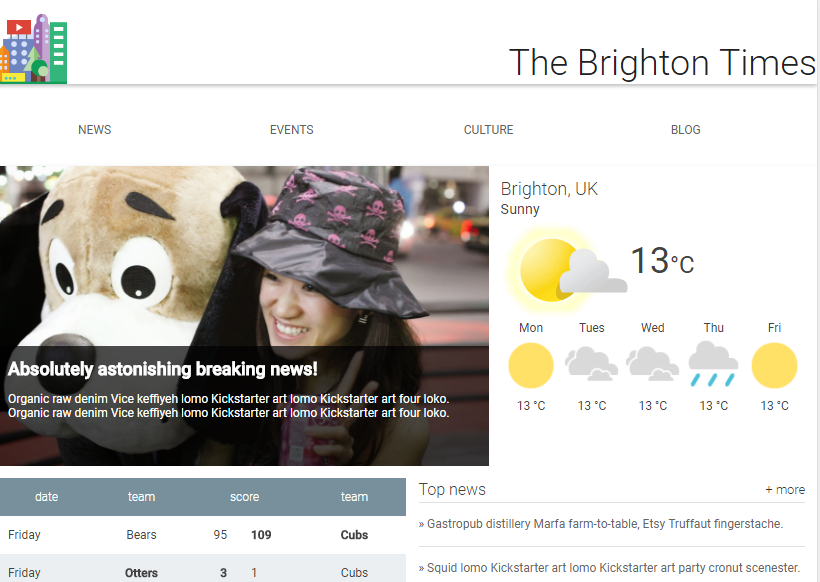 The Brighton Times
NEWS EVENTS CULTURE BLOG
Absolutely astonishing breaking news!
Organic raw denim Vice keffiyeh lomo Kickstarter art lomo Kickstarter art four loko.
Organic raw denim Vice keffiyeh lomo Kickstarter art lomo Kickstarter art four loko.
Brighton, UK
Sunny
13°C
Mon Tues Wed Thu Fri
13 °C 13 °C 13 °C 13 °C 13 °C
date team score team
Friday Bears 95 109 Cubs
Friday Otters 3 1 Cubs
Top news + more
» Gastropub distillery Marfa farm-to-table, Etsy Truffaut fingerstache.
» Squid lomo Kickstarter art lomo Kickstarter art party cronut scenester.